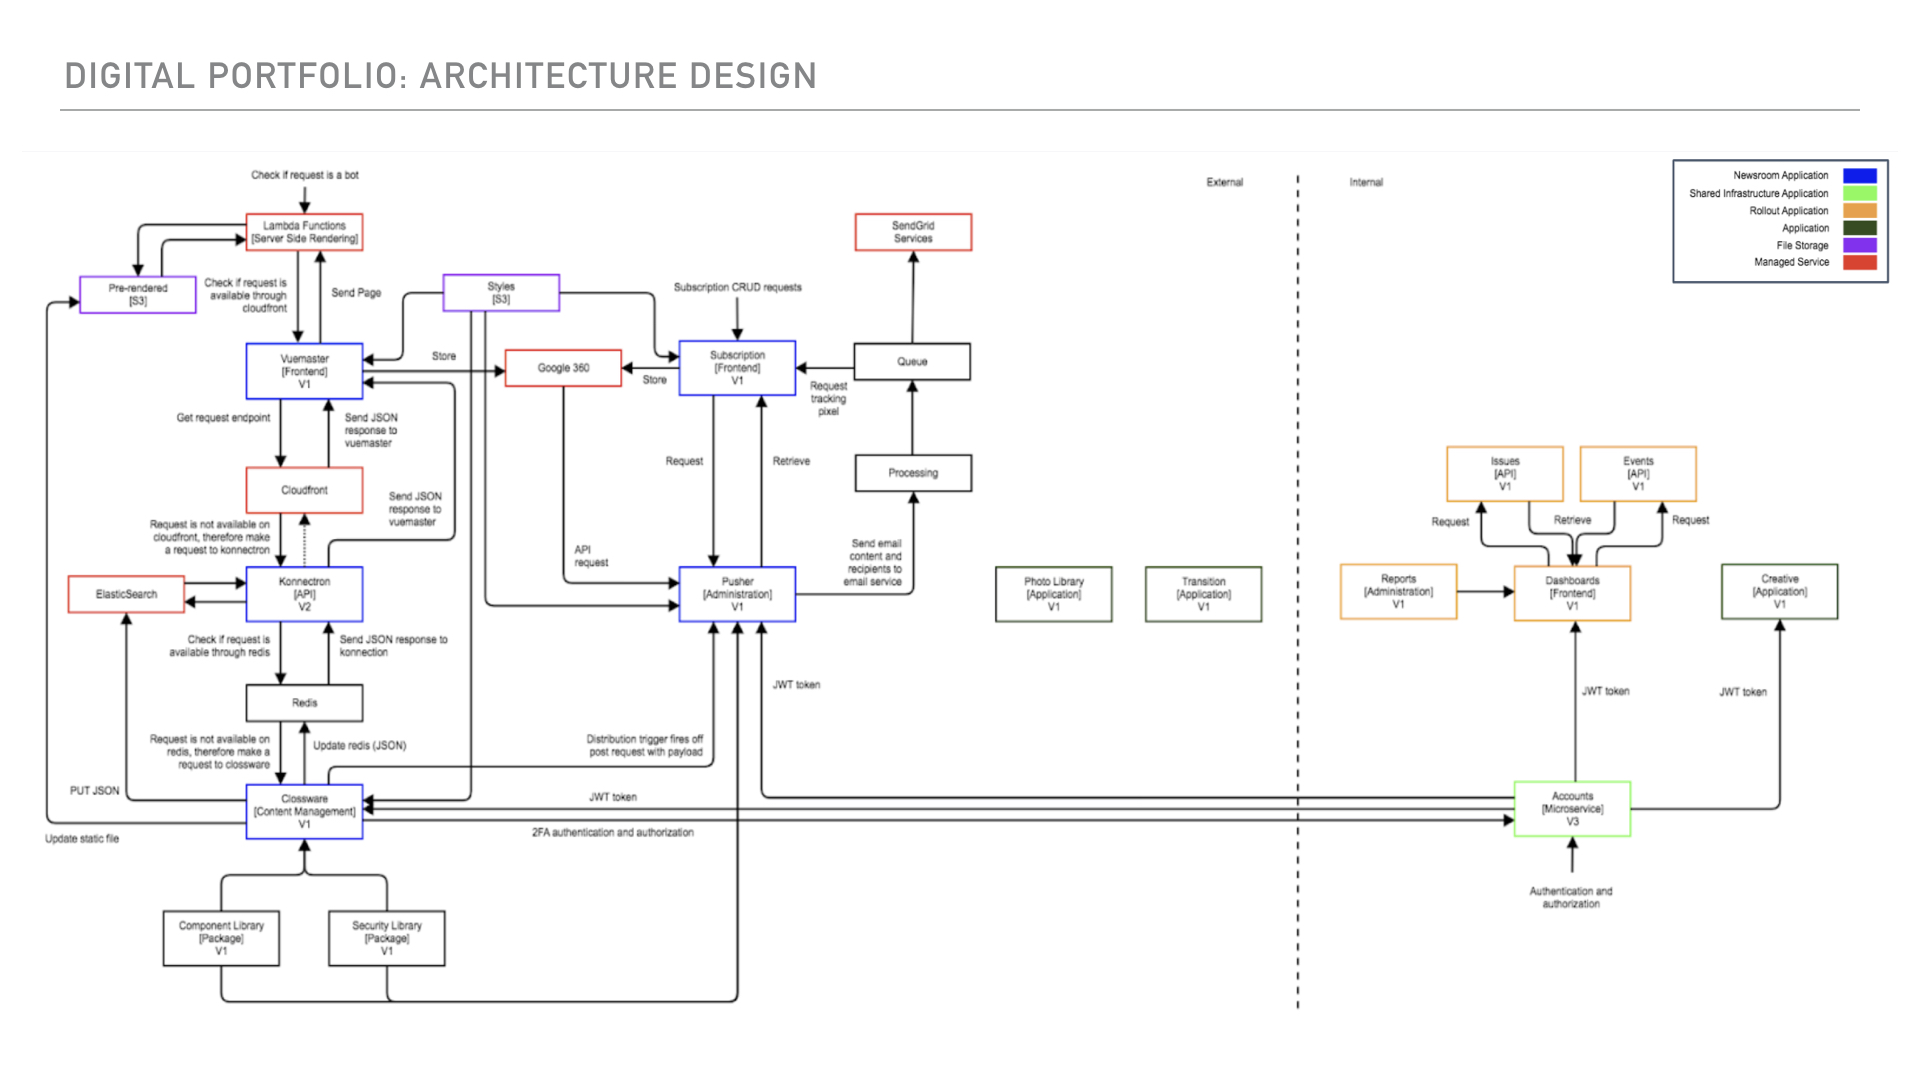 DIGITAL PORTFOLIO: ARCHITECTURE DESIGN
Check if request is a bot
External
Internal
Newsroom Application
Shared Infrastructure Application
Rollout Application
Application
File Storage
Managed Service
Lambda Functions
[Server Side Rendering]
SendGrid
Services
Pre-rendered
[S3]
Check if request is
available through
cloudfront
Send Page
Styles
[S3]
Subscription CRUD requests
Vuemaster
[Frontend]
V1
Store
Google 360
Store
Subscription
[Frontend]
V1
Queue
Request
tracking
pixel
Get request endpoint
Send JSON
response to
vuemaster
Request
Retrieve
Processing
Cloudfront
Send JSON
response to
vuemaster
Issues
[API]
V1
Events
[API]
V1
Request
Retrieve
Request
Request is not available on
cloudfront, therefore make
a request to konnectron
API
request
Send email
content and
recipients to
email service
ElasticSearch
Konnectron
[API]
V2
Pusher
[Administration]
V1
Photo Library
[Application]
V1
Transition
[Application]
V1
Reports
[Administration]
V1
Dashboards
[Frontend]
V1
Creative
[Application]
V1
Check if request is
available through redis
Send JSON response to
konnection
Redis
JWT token
JWT token
JWT token
Request is not available on
redis, therefore make a
request to clossware
Update redis (JSON)
Distribution trigger fires off
post request with payload
PUT JSON
Clossware
[Content Management]
V1
JWT token
Accounts
[Microservice]
V3
Update static file
2FA authentication and authorization
Authentication and
authorization
Component Library
[Package]
V1
Security Library
[Package]
V1